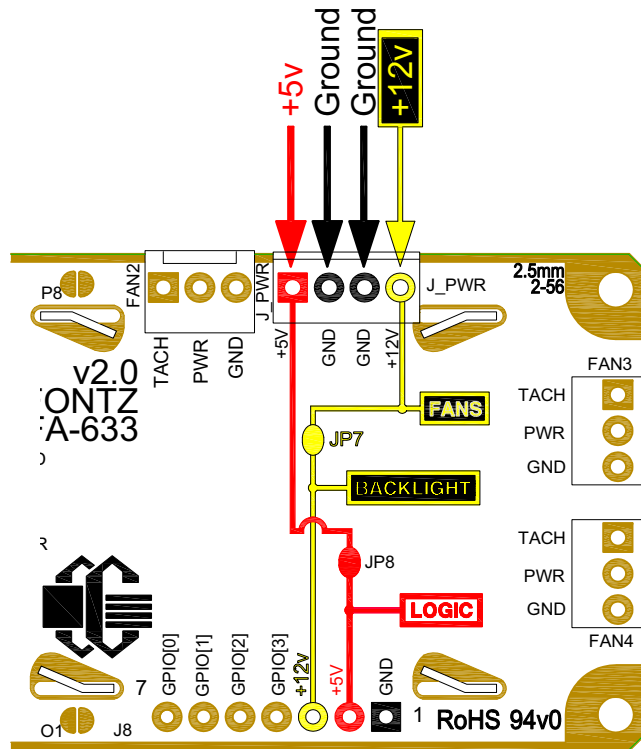 +5v
Ground
Ground
+12v
P8
FAN2
J_PWR
J_PWR
2.5mm
2-56
TACH
PWR
GND
+5V
GND
GND
+12V
v2.0
FONTZ
FA-633
FAN3
TACH
PWR
GND
FANS
JP7
BACKLIGHT
R
JP8
LOGIC
TACH
PWR
GND
FAN4
7
GPIO[0]
GPIO[1]
GPIO[2]
GPIO[3]
+12v
+5V
GND
1
RoHS 94v0
O1
J8